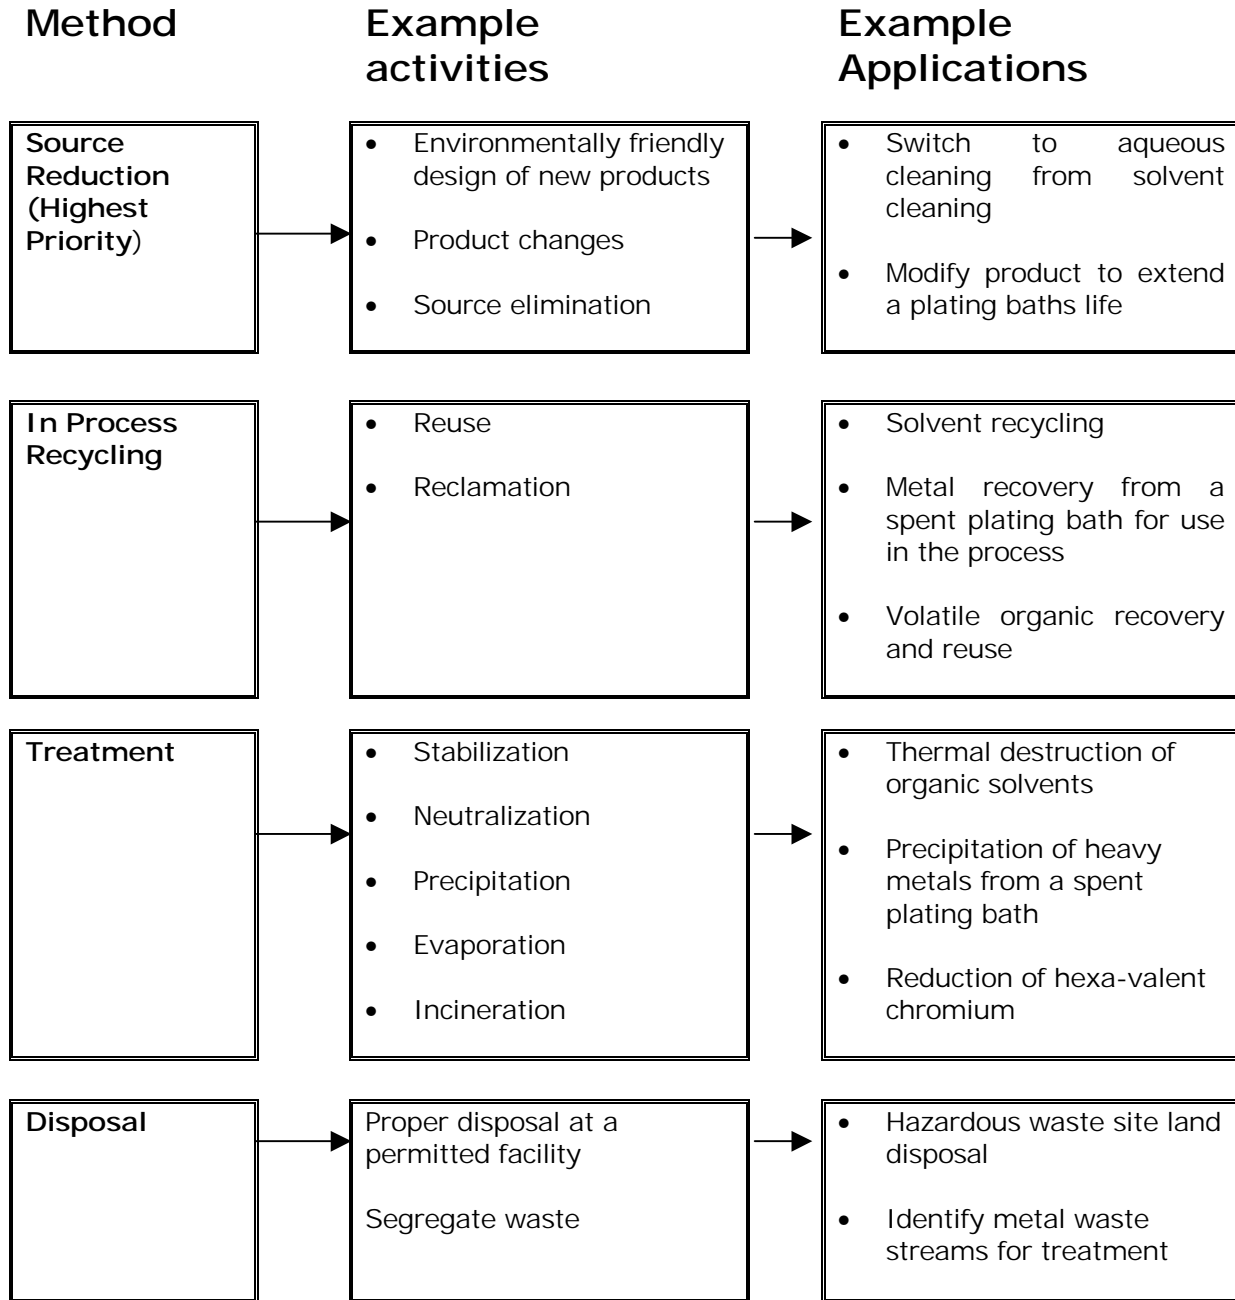 Method
Example
activities
Example
Applications
Source
Reduction
(Highest
Priority)
• Environmentally friendly
design of new products
• Product changes
• Source elimination
• Switch to aqueous
cleaning from solvent
cleaning
• Modify product to extend
a plating baths life
In Process
Recycling
• Reuse
• Reclamation
• Solvent recycling
• Metal recovery from a
spent plating bath for use
in the process
• Volatile organic recovery
and reuse
Treatment
• Stabilization
• Neutralization
• Precipitation
• Evaporation
• Incineration
• Thermal destruction of
organic solvents
• Precipitation of heavy
metals from a spent
plating bath
• Reduction of hexa-valent
chromium
Disposal
Proper disposal at a
permitted facility
Segregate waste
• Hazardous waste site land
disposal
• Identify metal waste
streams for treatment